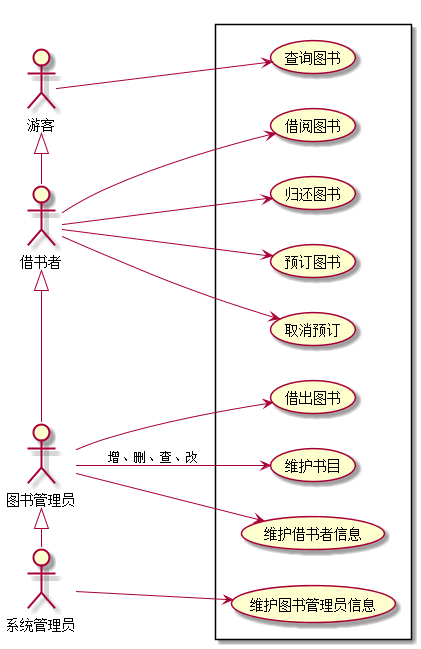 查询图书
游客
借阅图书
归还图书
借书者
预订图书
取消预订
借出图书
增、删、查、改
维护书目
图书管理员
维护借书者信息
维护图书管理员信息
系统管理员